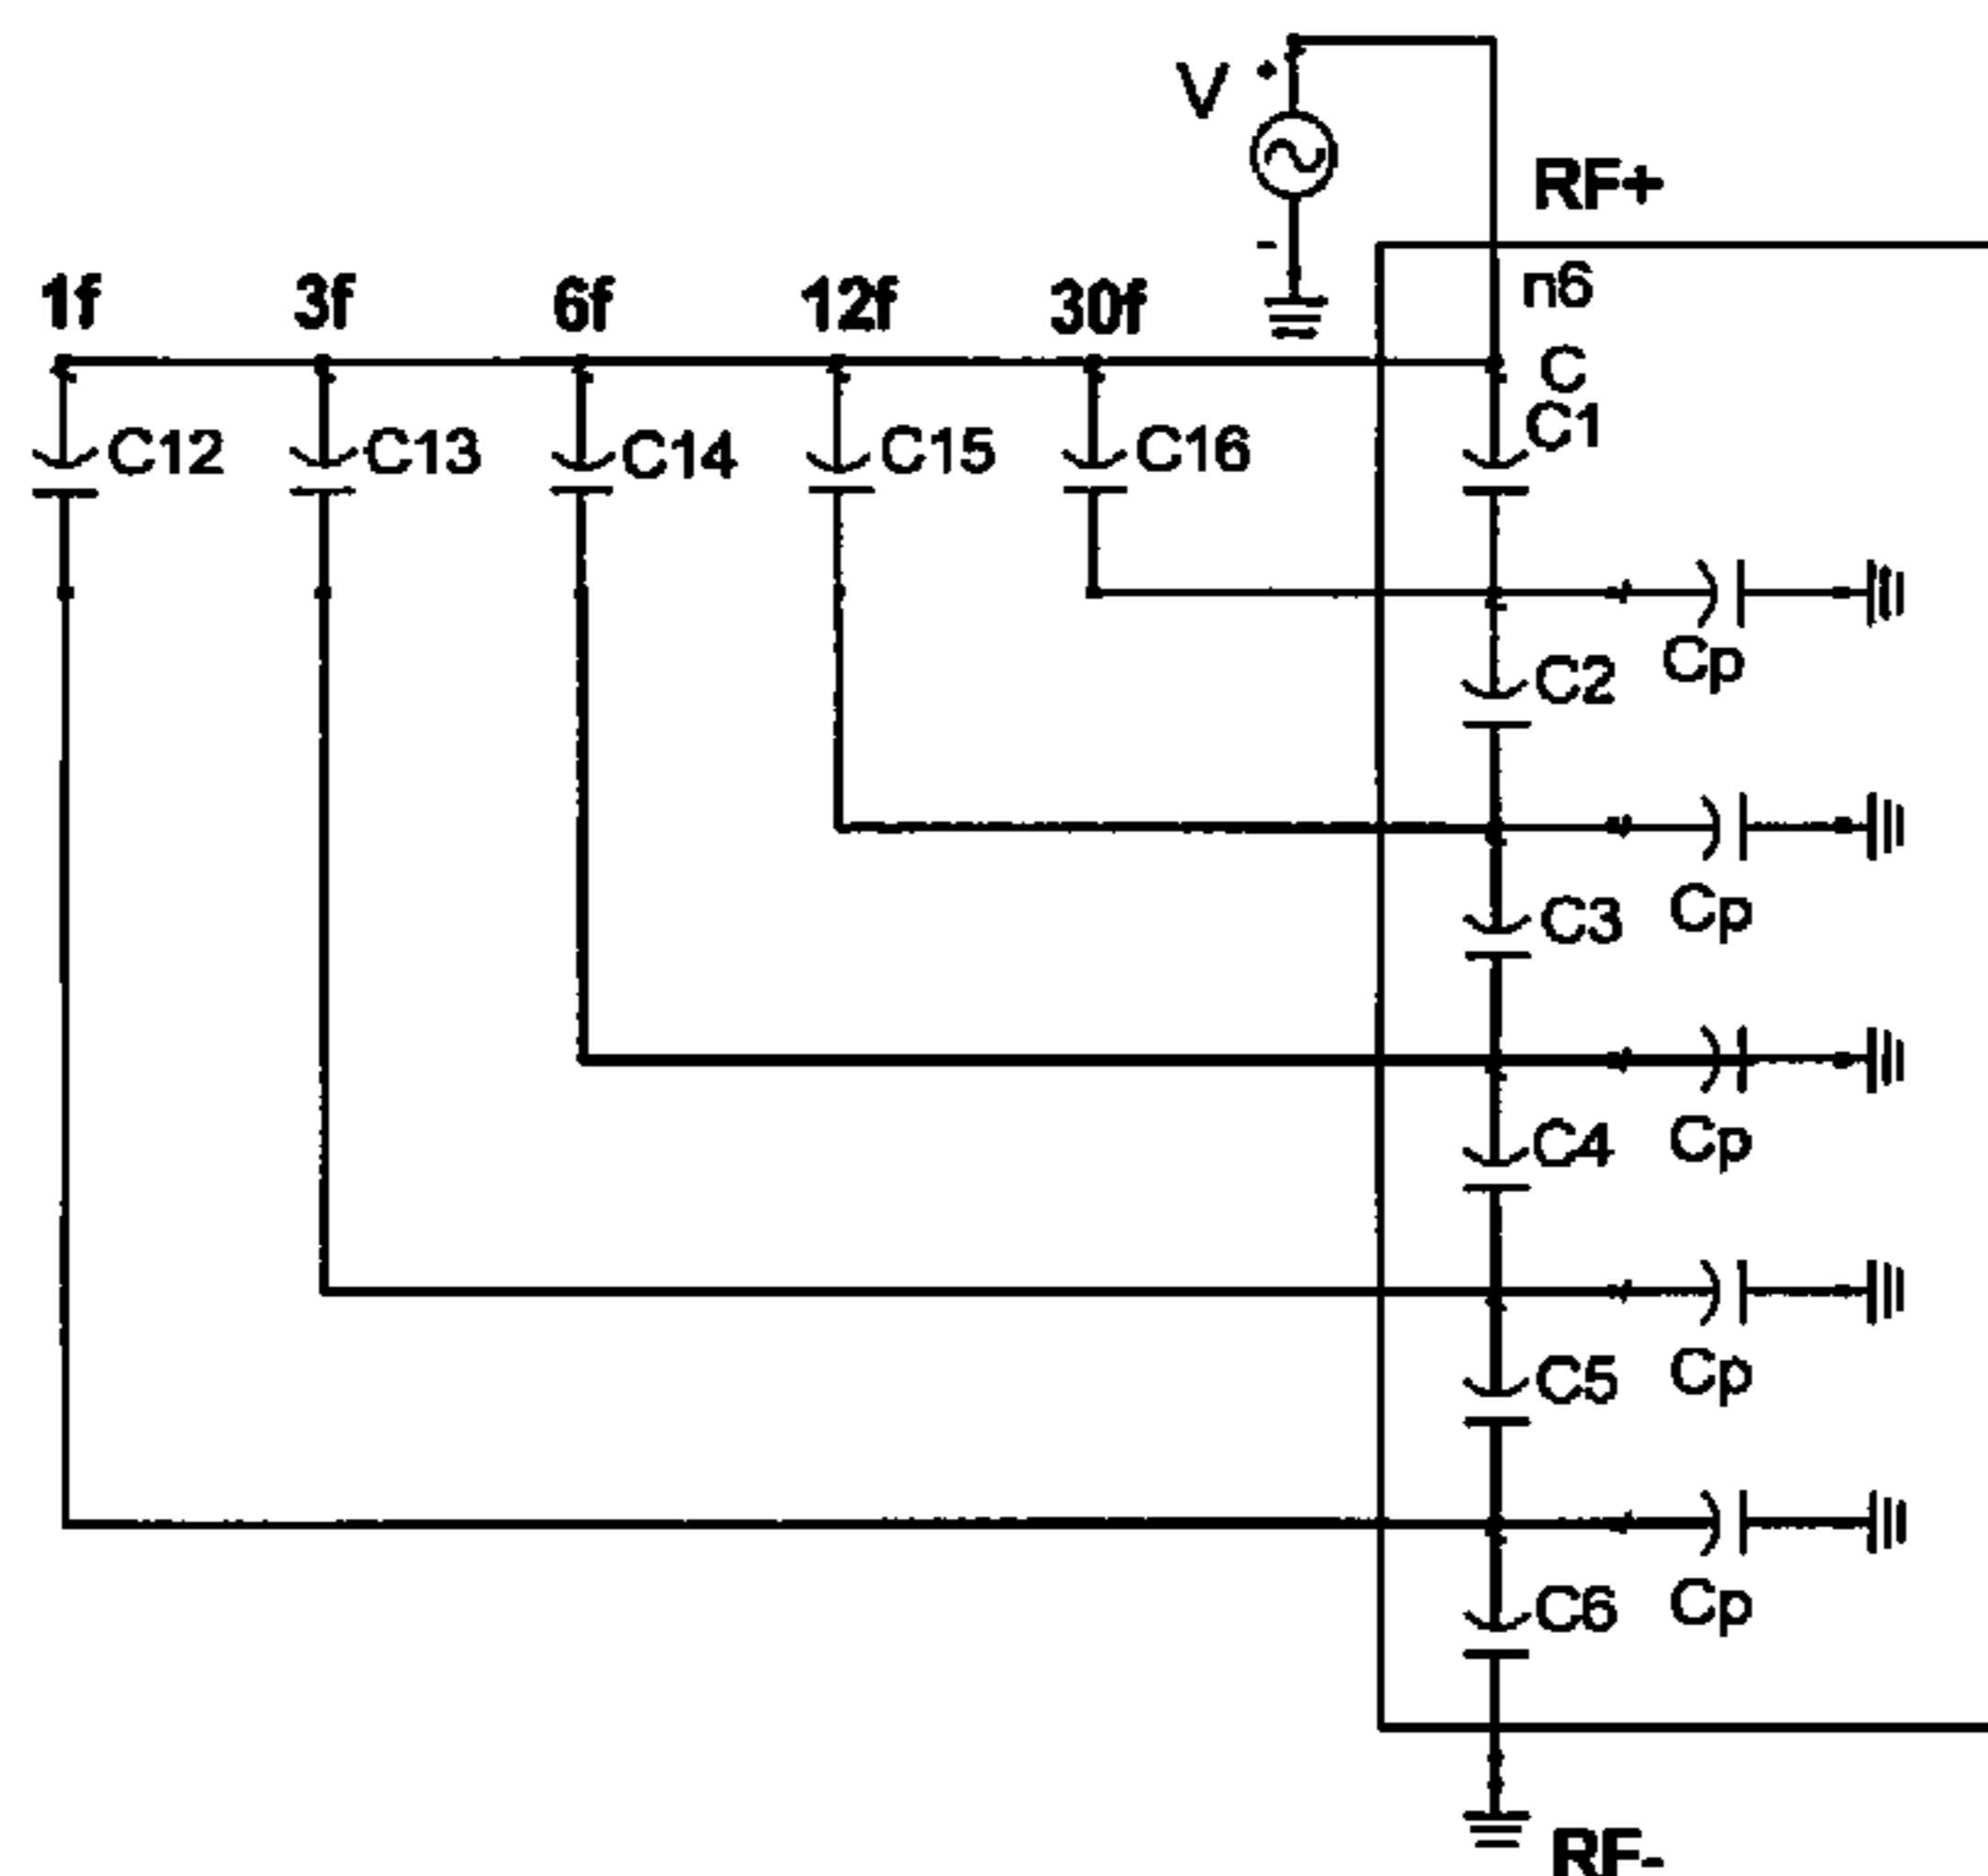 V +
-
RF+
n6
1f 3f 6f 12f 30f
C
C1
C12 C13 C14 C15 C16
Cp
C2
C3
Cp
C4
Cp
C5
Cp
C6
Cp
RF-